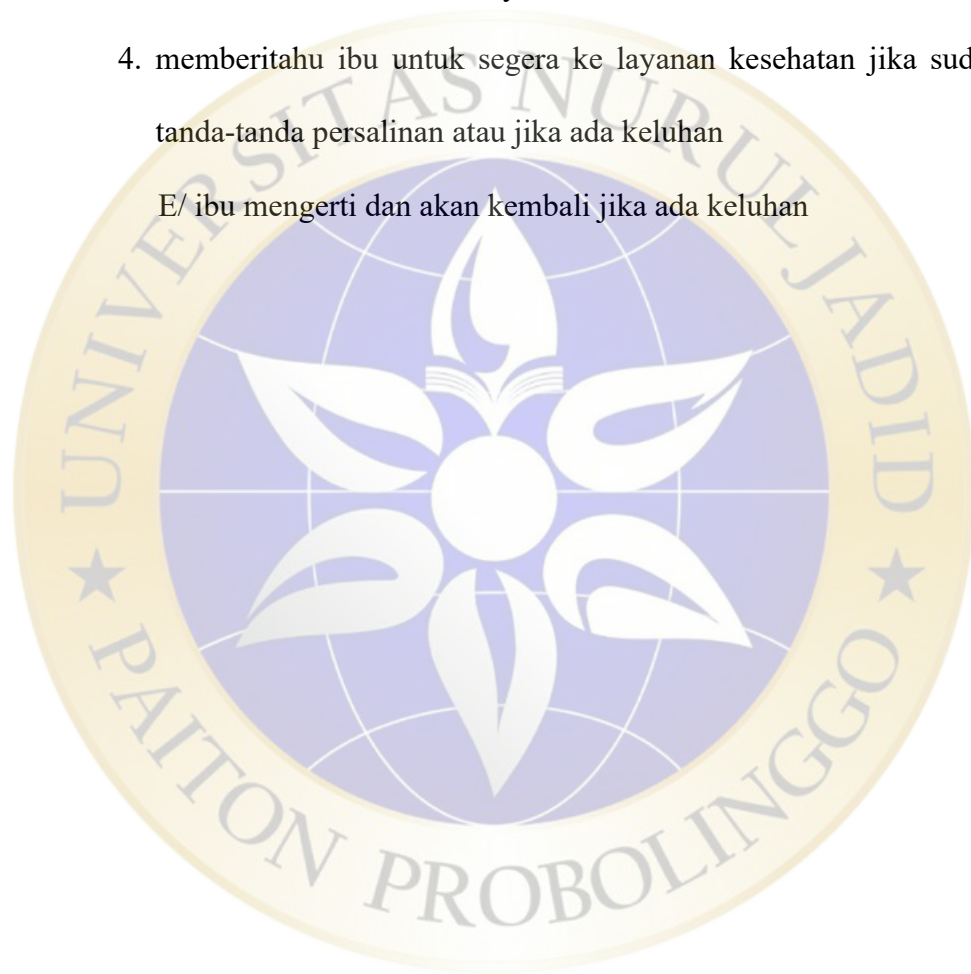 4. memberitahu ibu untuk segera ke layanan kesehatan jika sud
tanda-tanda persalinan atau jika ada keluhan
E/ ibu mengerti dan akan kembali jika ada keluhan
UNIVERSITAS NURUL JADID
PAITON PROBOLINGGO